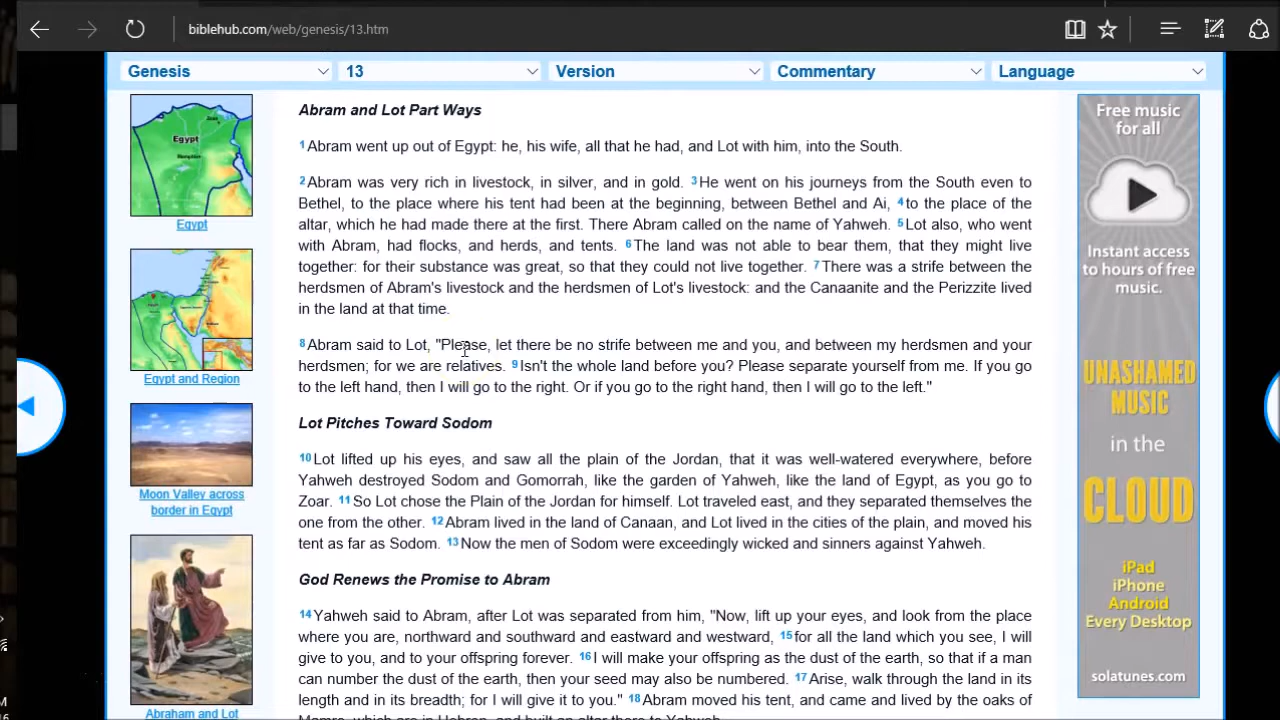 biblehub.com/web/genesis/13.htm
Genesis 13 Version Commentary Language
Egypt
Egypt
Egypt and Region
Moon Valley across
border in Egypt
Abraham and Lot
Abram and Lot Part Ways
1 Abram went up out of Egypt: he, his wife, all that he had, and Lot with him, into the South.
2 Abram was very rich in livestock, in silver, and in gold. 3 He went on his journeys from the South even to
Bethel, to the place where his tent had been at the beginning, between Bethel and Ai, 4 to the place of the
altar, which he had made there at the first. There Abram called on the name of Yahweh. 5 Lot also, who went
with Abram, had flocks, and herds, and tents. 6 The land was not able to bear them, that they might live
together: for their substance was great, so that they could not live together. 7 There was a strife between the
herdsmen of Abram's livestock and the herdsmen of Lot's livestock: and the Canaanite and the Perizzite lived
in the land at that time.
8 Abram said to Lot, "Please, let there be no strife between me and you, and between my herdsmen and your
herdsmen; for we are relatives. 9 Isn't the whole land before you? Please separate yourself from me. If you go
to the left hand, then I will go to the right. Or if you go to the right hand, then I will go to the left."
Lot Pitches Toward Sodom
10 Lot lifted up his eyes, and saw all the plain of the Jordan, that it was well-watered everywhere, before
Yahweh destroyed Sodom and Gomorrah, like the garden of Yahweh, like the land of Egypt, as you go to
Zoar. 11 So Lot chose the Plain of the Jordan for himself. Lot traveled east, and they separated themselves the
one from the other. 12 Abram lived in the land of Canaan, and Lot lived in the cities of the plain, and moved his
tent as far as Sodom. 13 Now the men of Sodom were exceedingly wicked and sinners against Yahweh.
God Renews the Promise to Abram
14 Yahweh said to Abram, after Lot was separated from him, "Now, lift up your eyes, and look from the place
where you are, northward and southward and eastward and westward, 15 for all the land which you see, I will
give to you, and to your offspring forever. 16 I will make your offspring as the dust of the earth, so that if a man
can number the dust of the earth, then your seed may also be numbered. 17 Arise, walk through the land in its
length and in its breadth; for I will give it to you." 18 Abram moved his tent, and came and lived by the oaks of
Mamre, which are in Hebron, and built an altar there to Yahweh.
Free music
for all
Instant access
to hours of free
music.
UNASHAMED
MUSIC
in the
CLOUD
iPad
iPhone
Android
Every Desktop
solatunes.com